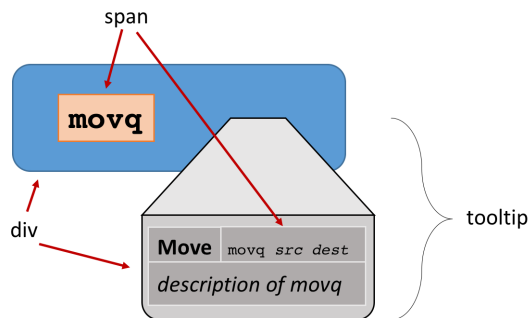 span
movq
tooltip
div
Move movq src dest
description of movq